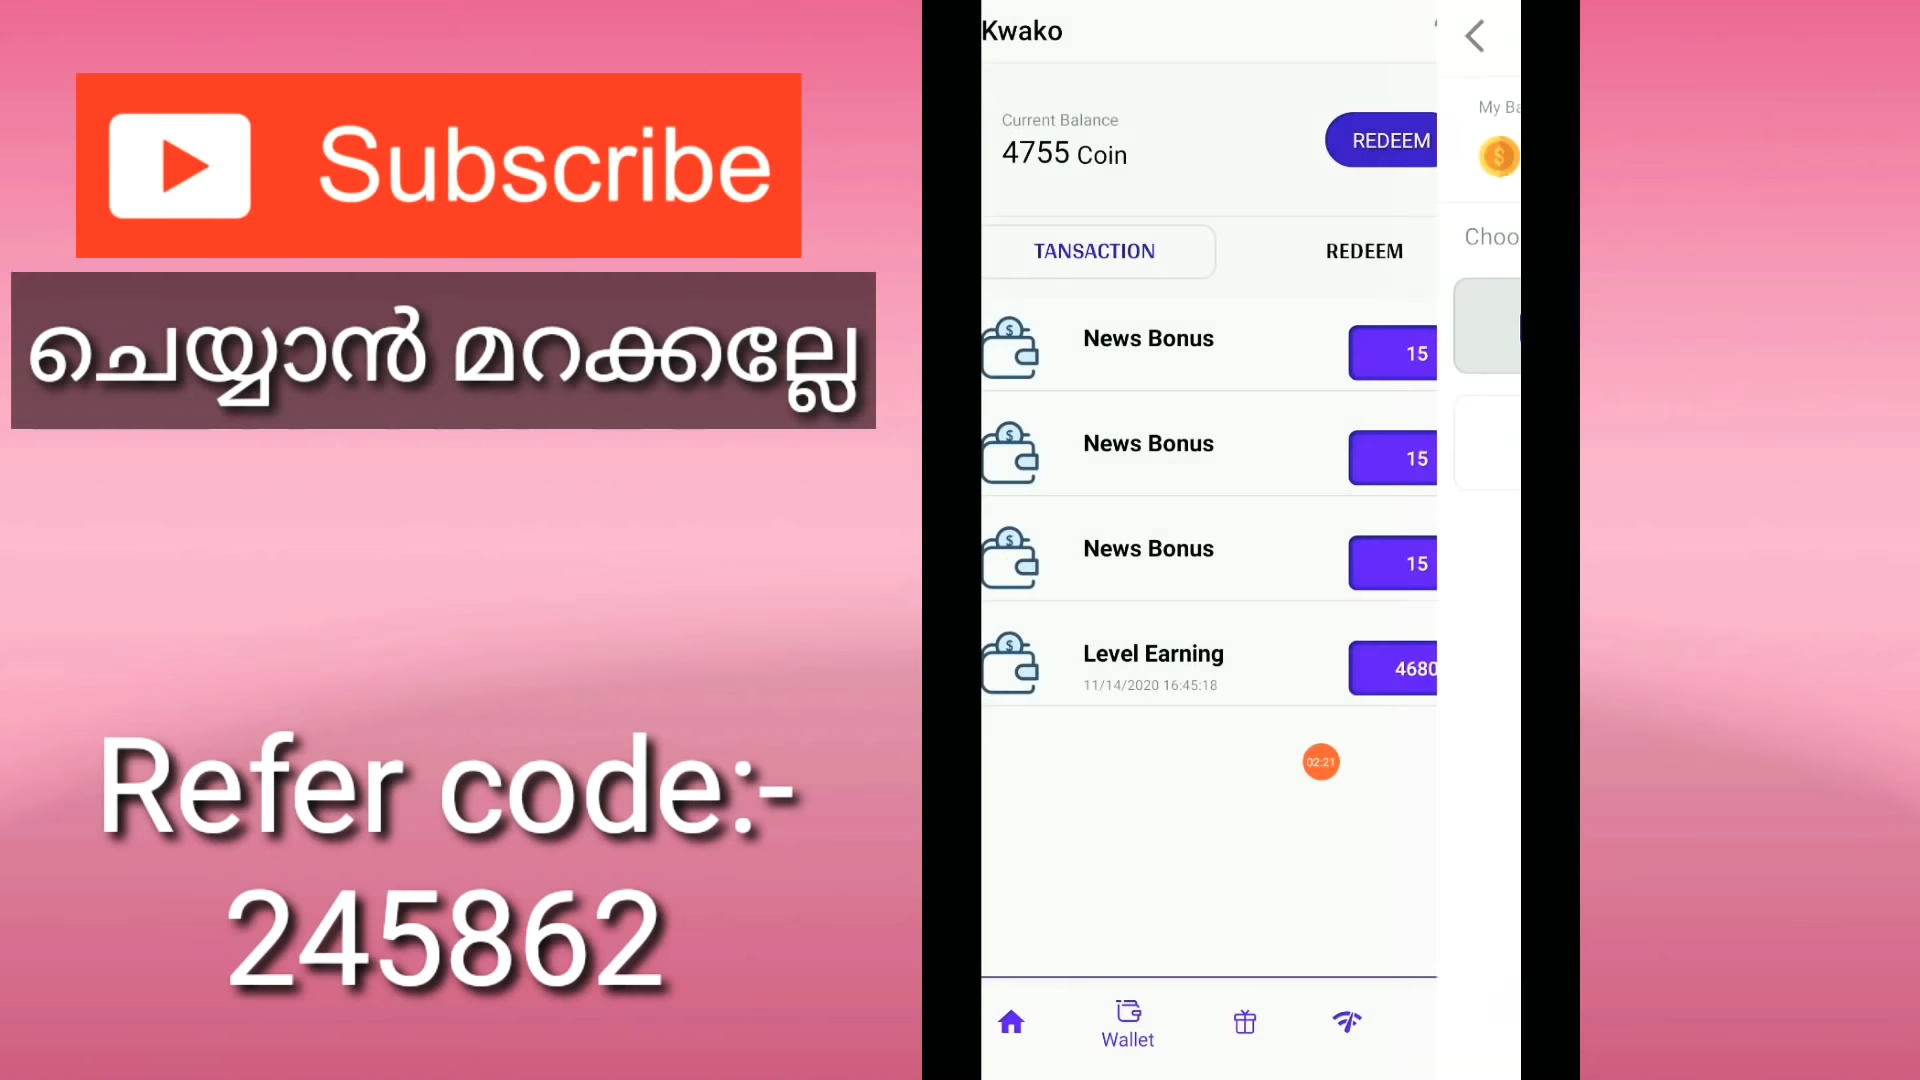 Subscribe
ചെയ്യാൻ മറക്കല്ലേ
Refer code:-
245862
Kwako
Current Balance
4755 Coin
REDEEM
TANSACTION
REDEEM
News Bonus
15
News Bonus
15
News Bonus
15
Level Earning
11/14/2020 16:45:18
4680
02:21
Wallet
My Ba
Choo